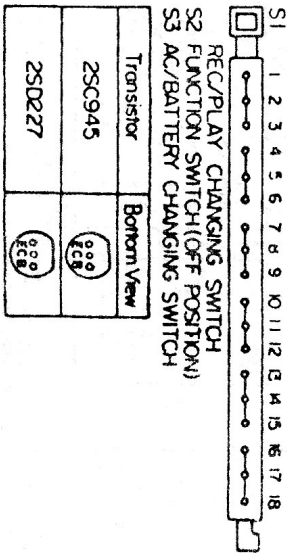 S1
1 2 3 4 5 6 7 8 9 10 11 12 13 14 15 16 17 18
REC/PLAY CHANGING SWITCH
S2 FUNCTION SWITCH (OFF POSITION)
S3 AC/BATTERY CHANGING SWITCH
Transistor Bottom View
2SC945 ECB
2SD227 ECB